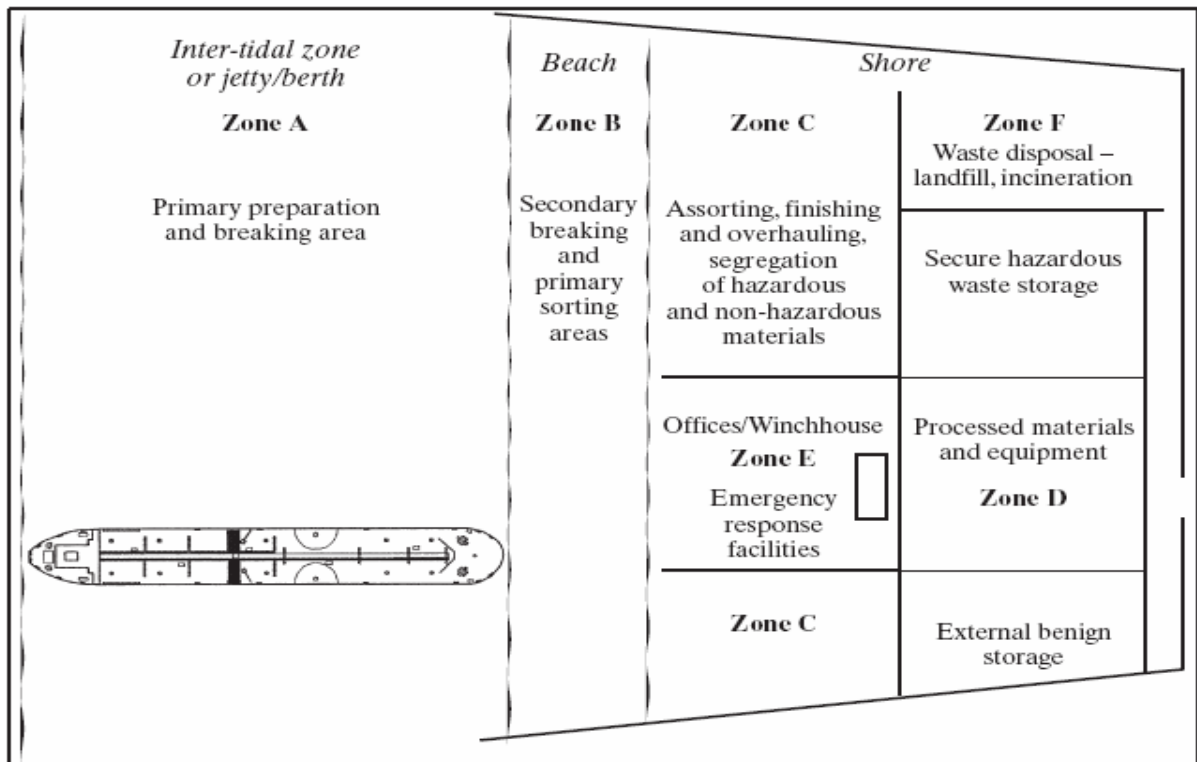 Inter-tidal zone
or jetty/berth
Zone A
Primary preparation
and breaking area
Beach
Zone B
Secondary
breaking
and
primary
sorting
areas
Shore
Zone C
Assorting, finishing
and overhauling,
segregation
of hazardous
and non-hazardous
materials
Offices/Winchhouse
Zone E
Emergency
response
facilities
Zone C
Zone F
Waste disposal –
landfill, incineration
Secure hazardous
waste storage
Processed materials
and equipment
Zone D
External benign
storage